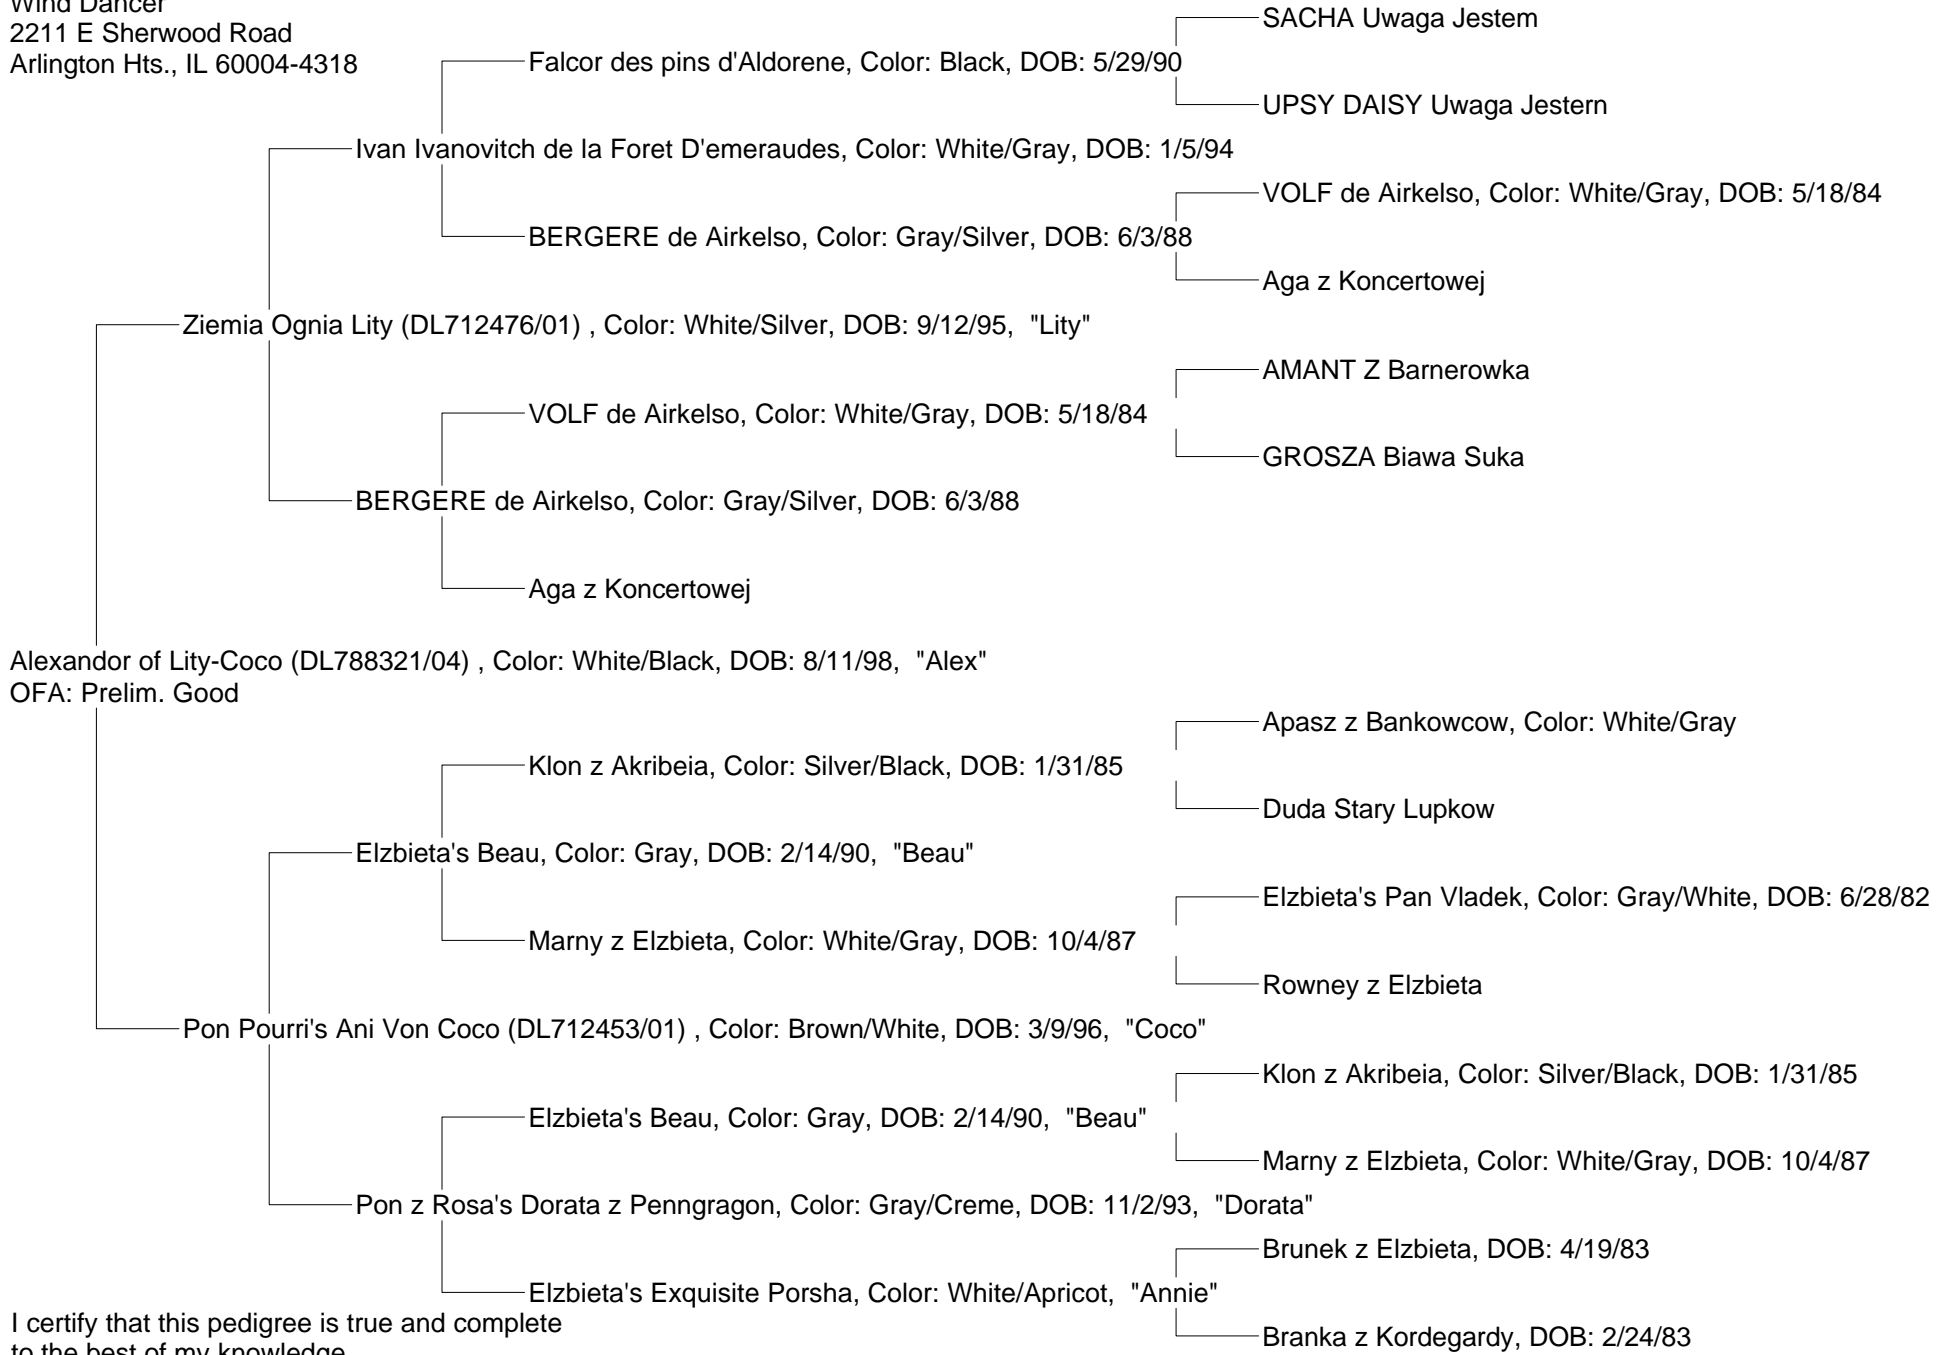 Wind Dancer
2211 E Sherwood Road
Arlington Hts., IL 60004-4318
SACHA Uwaga Jestem
Falcor des pins d'Aldorene, Color: Black, DOB: 5/29/90
UPSY DAISY Uwaga Jestern
Ivan Ivanovitch de la Foret D'emeraudes, Color: White/Gray, DOB: 1/5/94
VOLF de Airkelso, Color: White/Gray, DOB: 5/18/84
BERGERE de Airkelso, Color: Gray/Silver, DOB: 6/3/88
Aga z Koncertowej
Ziemia Ognia Lity (DL712476/01) , Color: White/Silver, DOB: 9/12/95, "Lity"
AMANT Z Barnerowka
VOLF de Airkelso, Color: White/Gray, DOB: 5/18/84
GROSZA Biawa Suka
BERGERE de Airkelso, Color: Gray/Silver, DOB: 6/3/88
Aga z Koncertowej
Alexandor of Lity-Coco (DL788321/04) , Color: White/Black, DOB: 8/11/98, "Alex"
OFA: Prelim. Good
Apasz z Bankowcow, Color: White/Gray
Klon z Akribeia, Color: Silver/Black, DOB: 1/31/85
Duda Stary Lupkow
Elzbieta's Beau, Color: Gray, DOB: 2/14/90, "Beau"
Elzbieta's Pan Vladek, Color: Gray/White, DOB: 6/28/82
Marny z Elzbieta, Color: White/Gray, DOB: 10/4/87
Rowney z Elzbieta
Pon Pourri's Ani Von Coco (DL712453/01) , Color: Brown/White, DOB: 3/9/96, "Coco"
Klon z Akribeia, Color: Silver/Black, DOB: 1/31/85
Elzbieta's Beau, Color: Gray, DOB: 2/14/90, "Beau"
Marny z Elzbieta, Color: White/Gray, DOB: 10/4/87
Pon z Rosa's Dorata z Penngragon, Color: Gray/Creme, DOB: 11/2/93, "Dorata"
Brunek z Elzbieta, DOB: 4/19/83
Elzbieta's Exquisite Porsha, Color: White/Apricot, "Annie"
Branka z Kordegardy, DOB: 2/24/83
I certify that this pedigree is true and complete
to the best of my knowledge